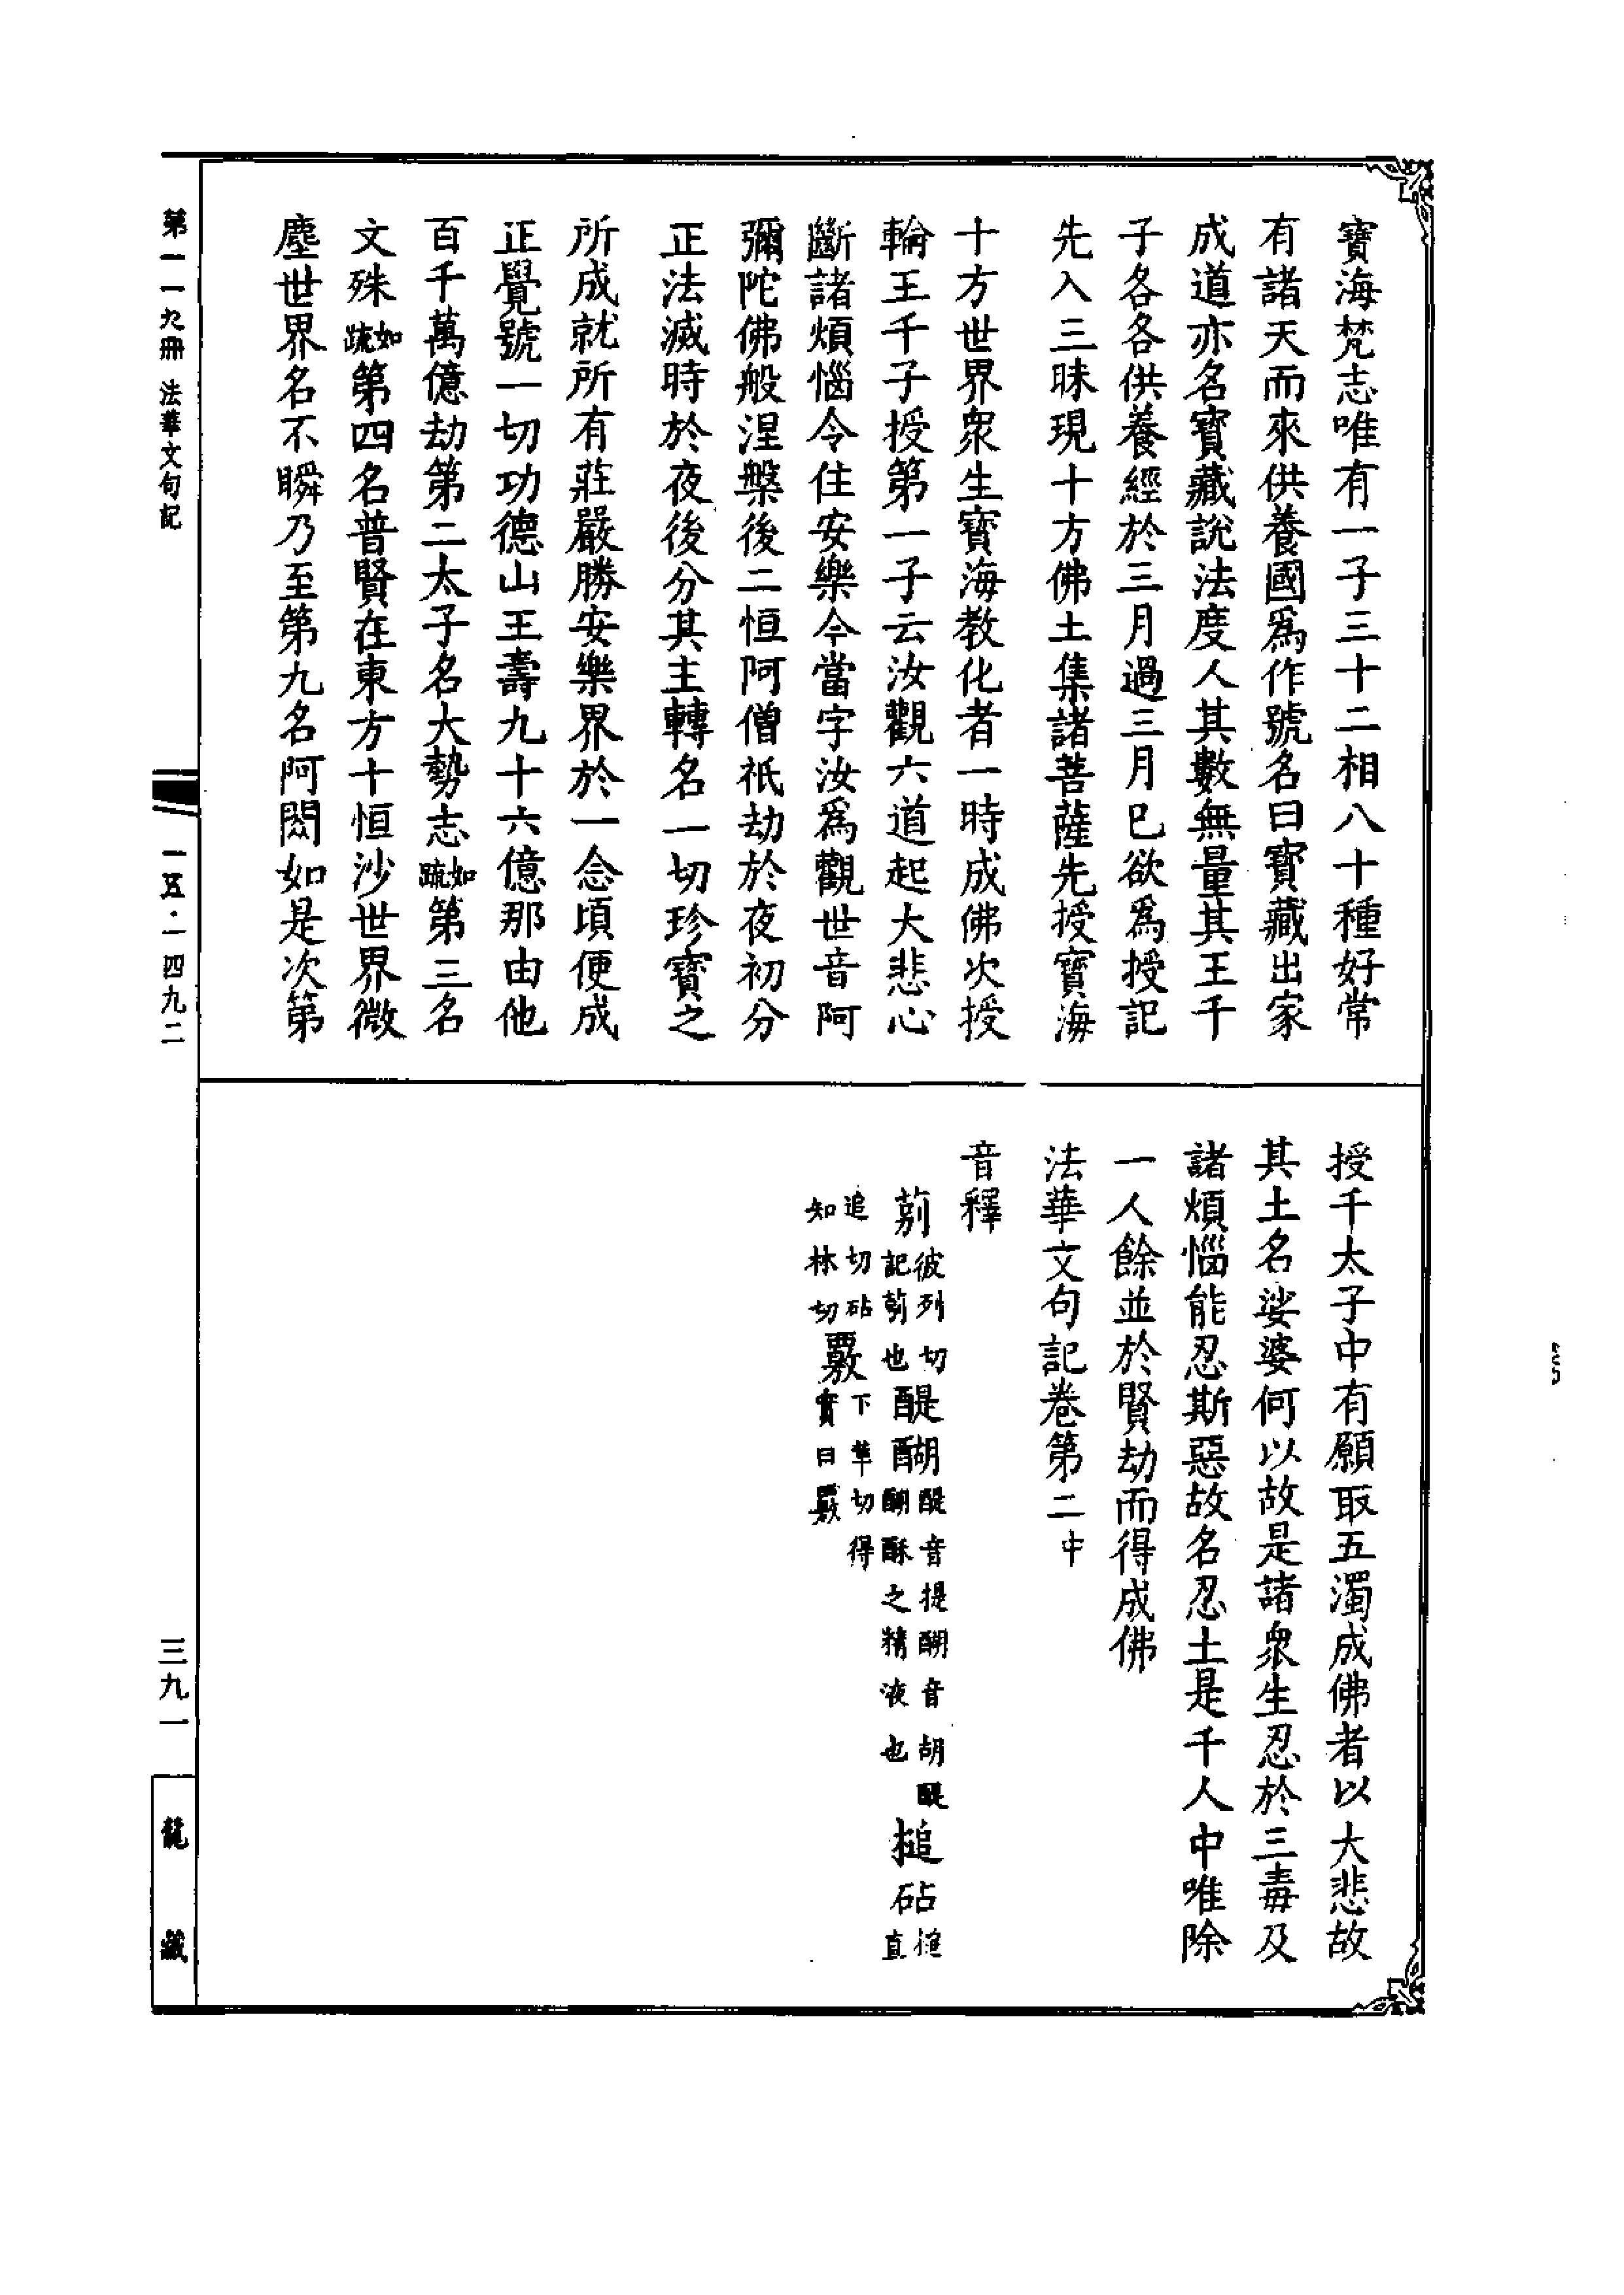 寶海梵志唯有一子三十二相八十種好常
有諸天而來供養國爲作號名曰寶藏出家
成道亦名寶藏說法度人其數無量其王千
子各各供養經於三月過三月已欲爲授記
先入三昧現十方佛土集諸菩薩先授寶海
十方世界衆生寶海教化者一時成佛次授
輪王千子授第一子云汝觀六道起大悲心
斷諸煩惱令住安樂今當字汝爲觀世音阿
彌陀佛般涅槃後二恒阿僧祇劫於夜初分
正法滅時於夜後分其主轉名一切珍寶之
所成就所有莊嚴勝安樂界於一念頃便成
正覺號一切功德山王壽九十六億那由他
百千萬億劫第二太子名大勢志如疏第三名
文殊如疏第四名普賢在東方十恒沙世界微
塵世界名不瞬乃至第九名阿閦如是次第
授千太子中有願取五濁成佛者以大悲故
其土名娑婆何以故是諸衆生忍於三毒及
諸煩惱能忍斯惡故名忍土是千人中唯除
一人餘並於賢劫而得成佛
法華文句記卷第二中
音釋
莂彼列切記莂也醍醐醍音提醐音胡醍醐酥之精液也槌砧槌直
追切砧知林切覈下革切得實曰覈
第一一九冊 法華文句記
一五·一四九二
三九一
龍藏